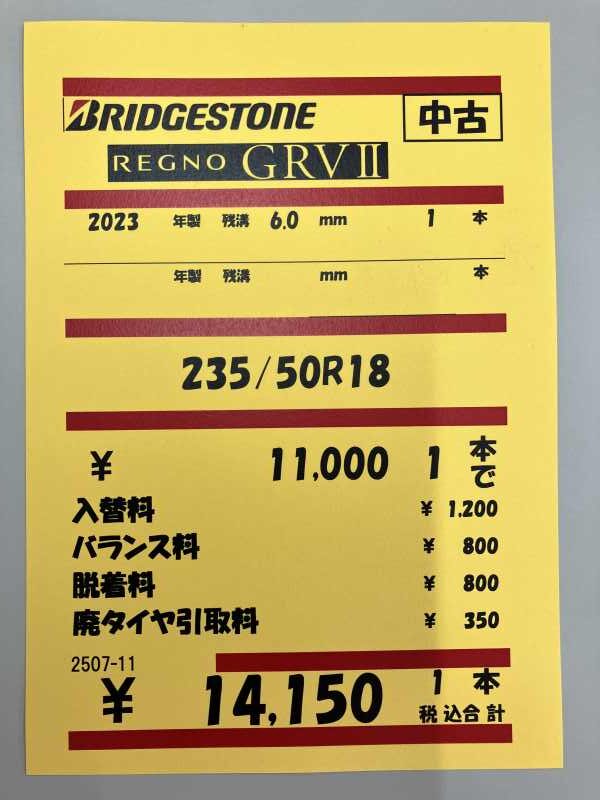 BRIDGESTONE 中古
REGNO GRVⅡ
2023 年製 残溝 6.0 mm 1 本
年製 残溝 mm 本
235/50R18
¥ 11,000 1 本で
入替料 ¥ 1,200
バランス料 ¥ 800
脱着料 ¥ 800
廃タイヤ引取料 ¥ 350
2507-11
¥ 14,150 1 本
税込合計